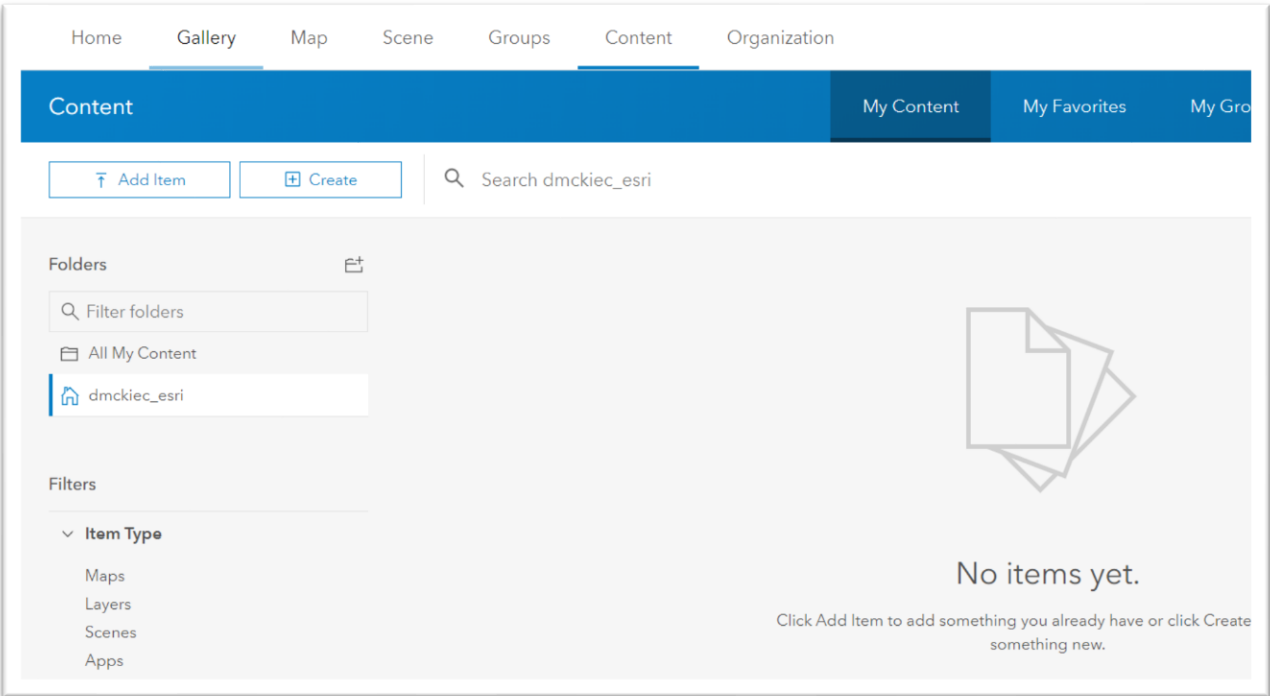 Home Gallery Map Scene Groups Content Organization
Content My Content My Favorites My Gro
Add Item Create Search dmckiec_esri
Folders
Filter folders
All My Content
dmckiec_esri
Filters
Item Type
Maps
Layers
Scenes
Apps
No items yet.
Click Add Item to add something you already have or click Create
something new.